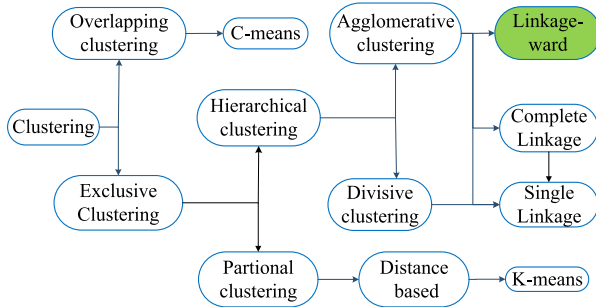 Overlapping
clustering
C-means
Agglomerative
clustering
Linkage-
ward
Clustering
Hierarchical
clustering
Complete
Linkage
Exclusive
Clustering
Divisive
clustering
Single
Linkage
Partional
clustering
Distance
based
K-means